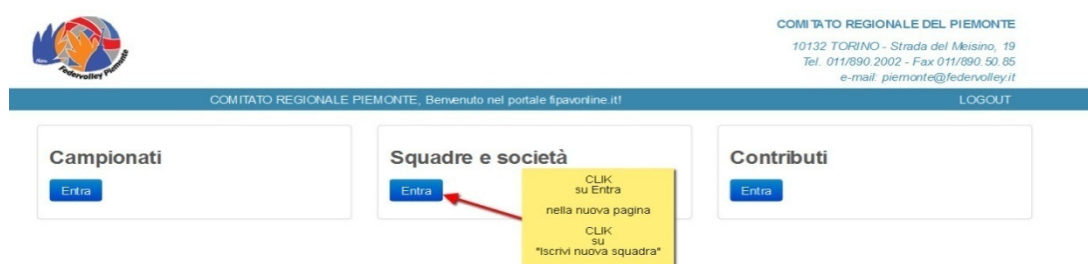 Federvolley Piemonte
COMITATO REGIONALE DEL PIEMONTE
10132 TORINO - Strada del Meisino, 19
Tel. 011/890.2002 - Fax 011/890.50.85
e-mail: piemonte@federvolley.it
COMITATO REGIONALE PIEMONTE, Benvenuto nel portale fipavonline.it!
LOGOUT
Campionati
Entra
Squadre e società
Entra
CLIK
su Entra
nella nuova pagina
CLIK
su
"Iscrivi nuova squadra"
Contributi
Entra